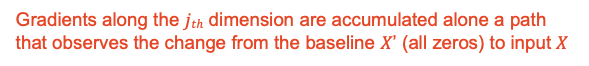 Gradients along the jth dimension are accumulated alone a path
that observes the change from the baseline X' (all zeros) to input X